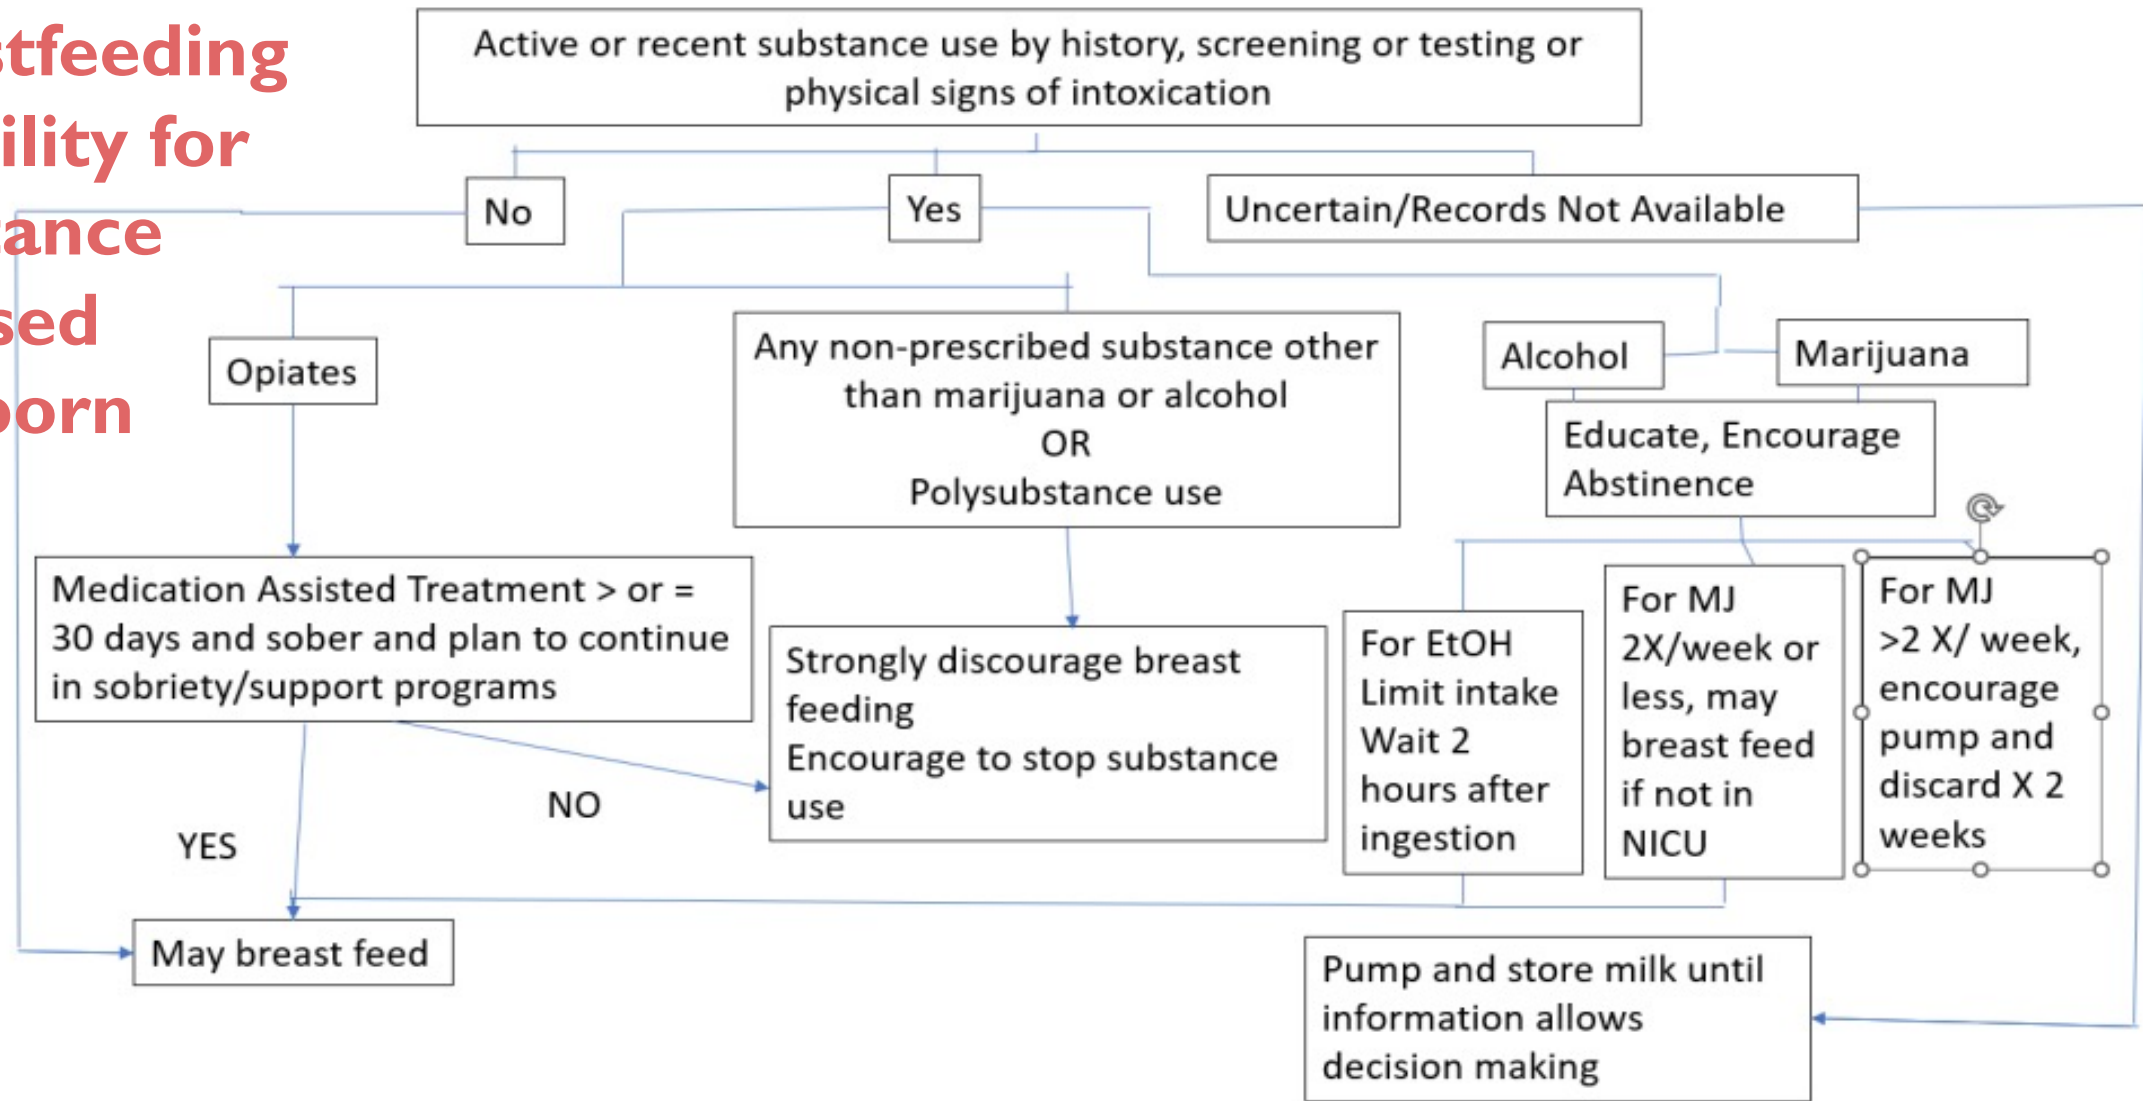 stfeeding
ility for
tance
sed
born
Active or recent substance use by history, screening or testing or
physical signs of intoxication
No
Yes
Uncertain/Records Not Available
Opiates
Any non-prescribed substance other
than marijuana or alcohol
OR
Polysubstance use
Alcohol
Marijuana
Educate, Encourage
Abstinence
Medication Assisted Treatment > or =
30 days and sober and plan to continue
in sobriety/support programs
Strongly discourage breast
feeding
Encourage to stop substance
use
For EtOH
Limit intake
Wait 2
hours after
ingestion
For MJ
2X/week or
less, may
breast feed
if not in
NICU
For MJ
>2 X/ week,
encourage
pump and
discard X 2
weeks
NO
YES
May breast feed
Pump and store milk until
information allows
decision making